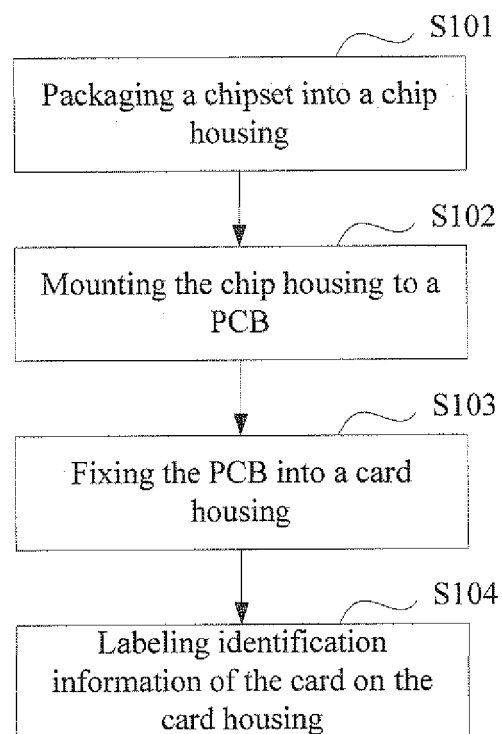 S101
Packaging a chipset into a chip
housing
S102
Mounting the chip housing to a
PCB
S103
Fixing the PCB into a card
housing
S104
Labeling identification
information of the card on the
card housing